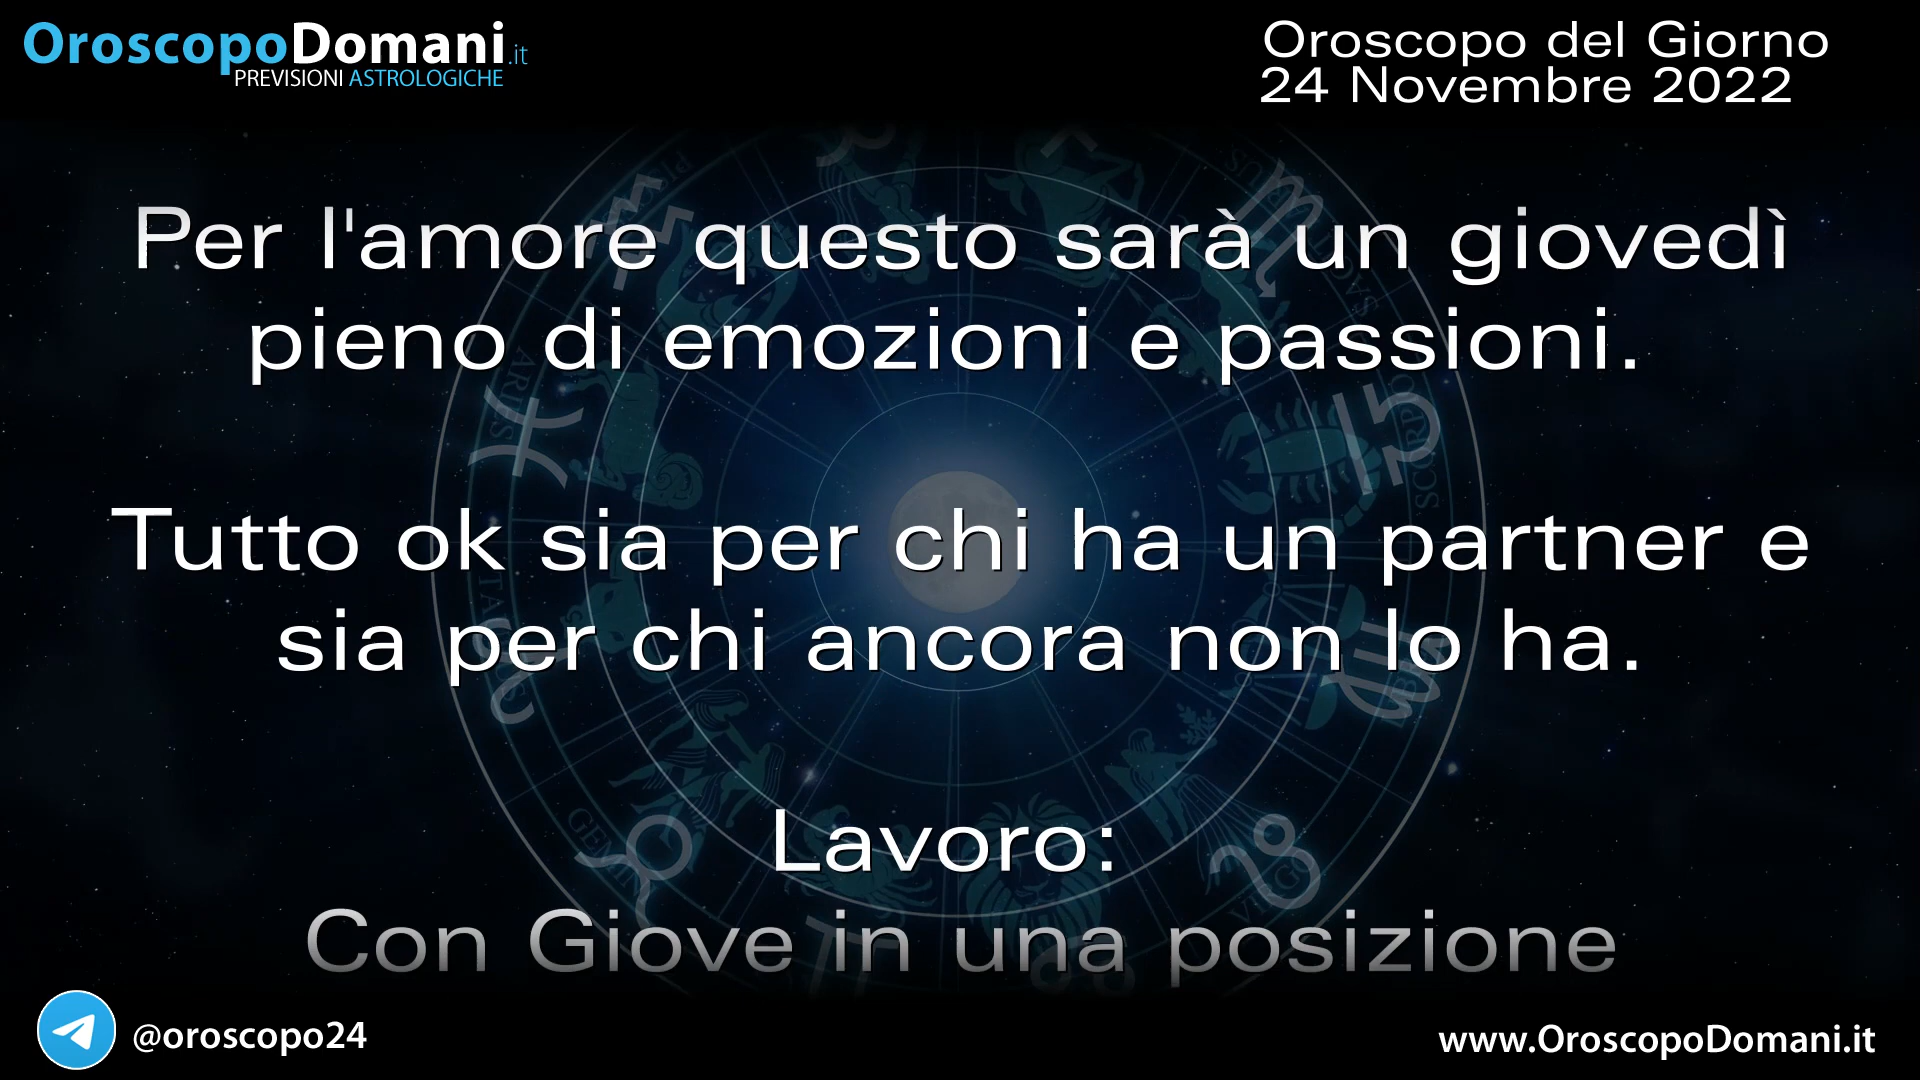 OroscopoDomani.it
PREVISIONI ASTROLOGICHE
Oroscopo del Giorno
24 Novembre 2022
Per l'amore questo sarà un giovedì
pieno di emozioni e passioni.
Tutto ok sia per chi ha un partner e
sia per chi ancora non lo ha.
Lavoro:
Con Giove in una posizione
@oroscopo24
www.OroscopoDomani.it